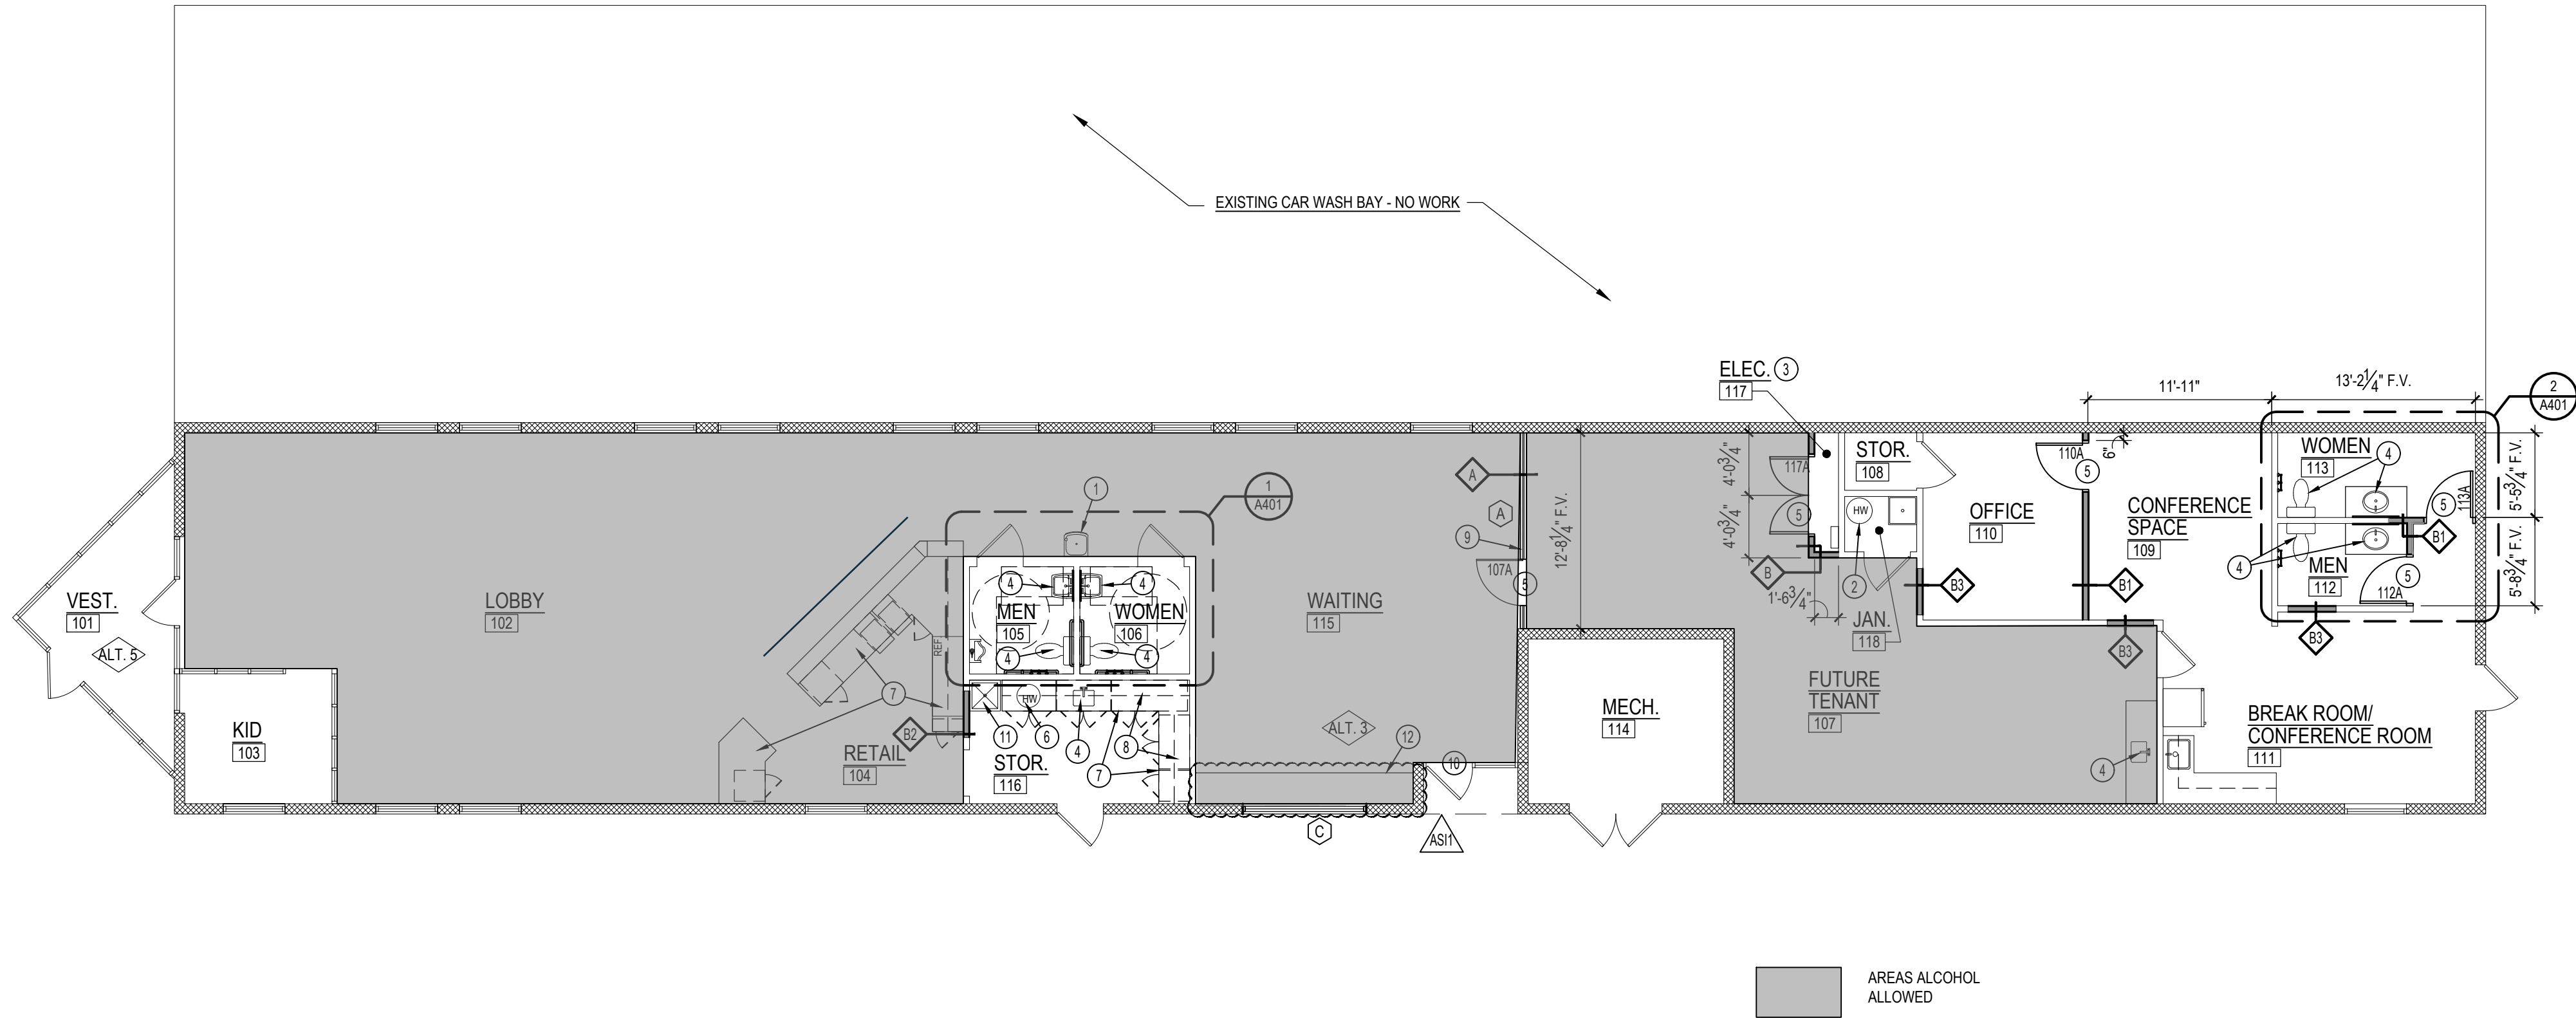 EXISTING CAR WASH BAY - NO WORK
ELEC. 3
117
11'-11"
13'-2 1/4" F.V.
2
A401
VEST.
101
ALT. 5
LOBBY
102
KID
103
RETAIL
104
7
REF
B2
1
1
A401
4
4
MEN
105
WOMEN
106
4
4
HW
11
6
4
8
7
STOR.
116
WAITING
115
ALT. 3
12
10
C
ASI1
A
A
9
107A
5
12'-8 1/4" F.V.
4'-0 3/4"
4'-0 3/4"
117A
5
B
1'-6 3/4"
STOR.
108
HW
2
JAN.
118
MECH.
114
FUTURE
TENANT
107
4
OFFICE
110
B3
110A
5
6"
B1
CONFERENCE
SPACE
109
B3
WOMEN
113
4
5
113A
B1
MEN
112
4
5
112A
B3
5'-5 3/4" F.V.
5'-8 3/4" F.V.
BREAK ROOM/
CONFERENCE ROOM
111
AREAS ALCOHOL
ALLOWED